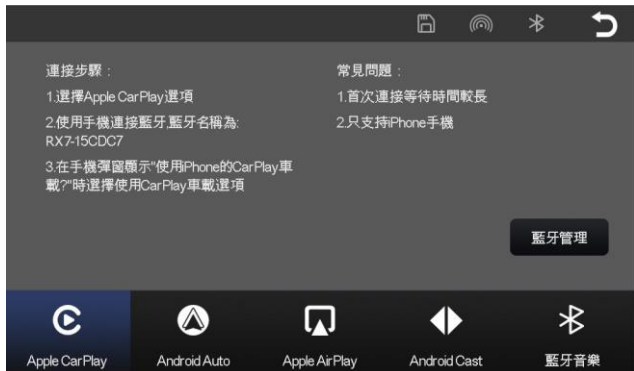 連接步驟：
1.選擇Apple CarPlay選項
2.使用手機連接藍牙,藍牙名稱為:
RX7-15CDC7
3.在手機彈窗顯示"使用iPhone的CarPlay車
載?"時選擇使用CarPlay車載選項
常見問題：
1.首次連接等待時間較長
2.只支持iPhone手機
藍牙管理
Apple CarPlay
Android Auto
Apple AirPlay
Android Cast
藍牙音樂